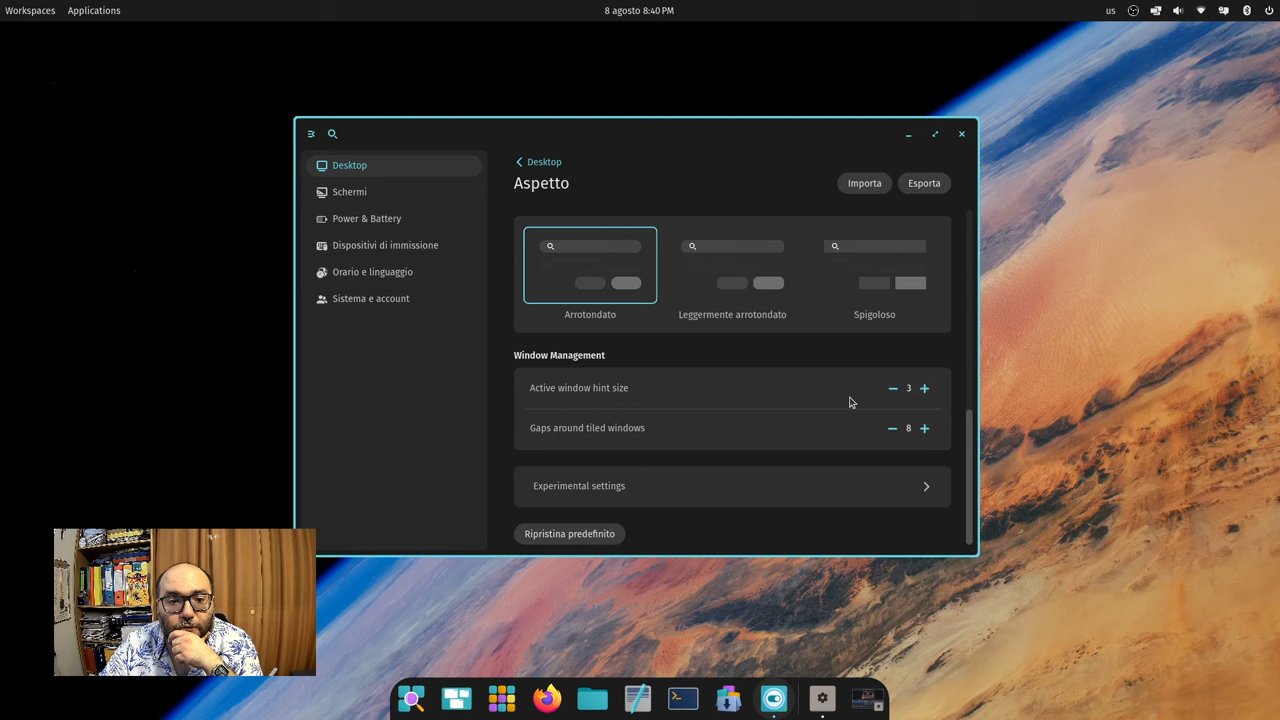 Workspaces Applications 8 agosto 8:40 PM us
Desktop
Schermi
Power & Battery
Dispositivi di immissione
Orario e linguaggio
Sistema e account
Desktop
Aspetto Importa Esporta
Arrotondato Leggermente arrotondato Spigoloso
Window Management
Active window hint size 3
Gaps around tiled windows 8
Experimental settings
Ripristina predefinito